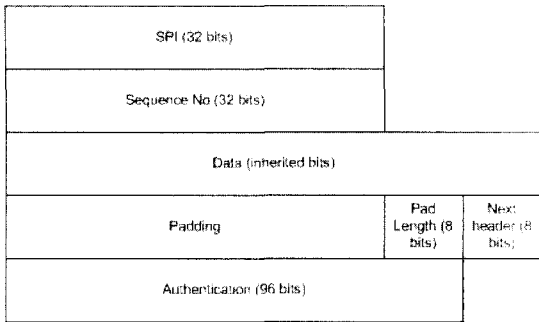 SPI (32 bits)
Sequence No (32 bits)
Data (inherited bits)
Padding
Pad
Length (8
bits)
Next
header (8
bits)
Authentication (96 bits)